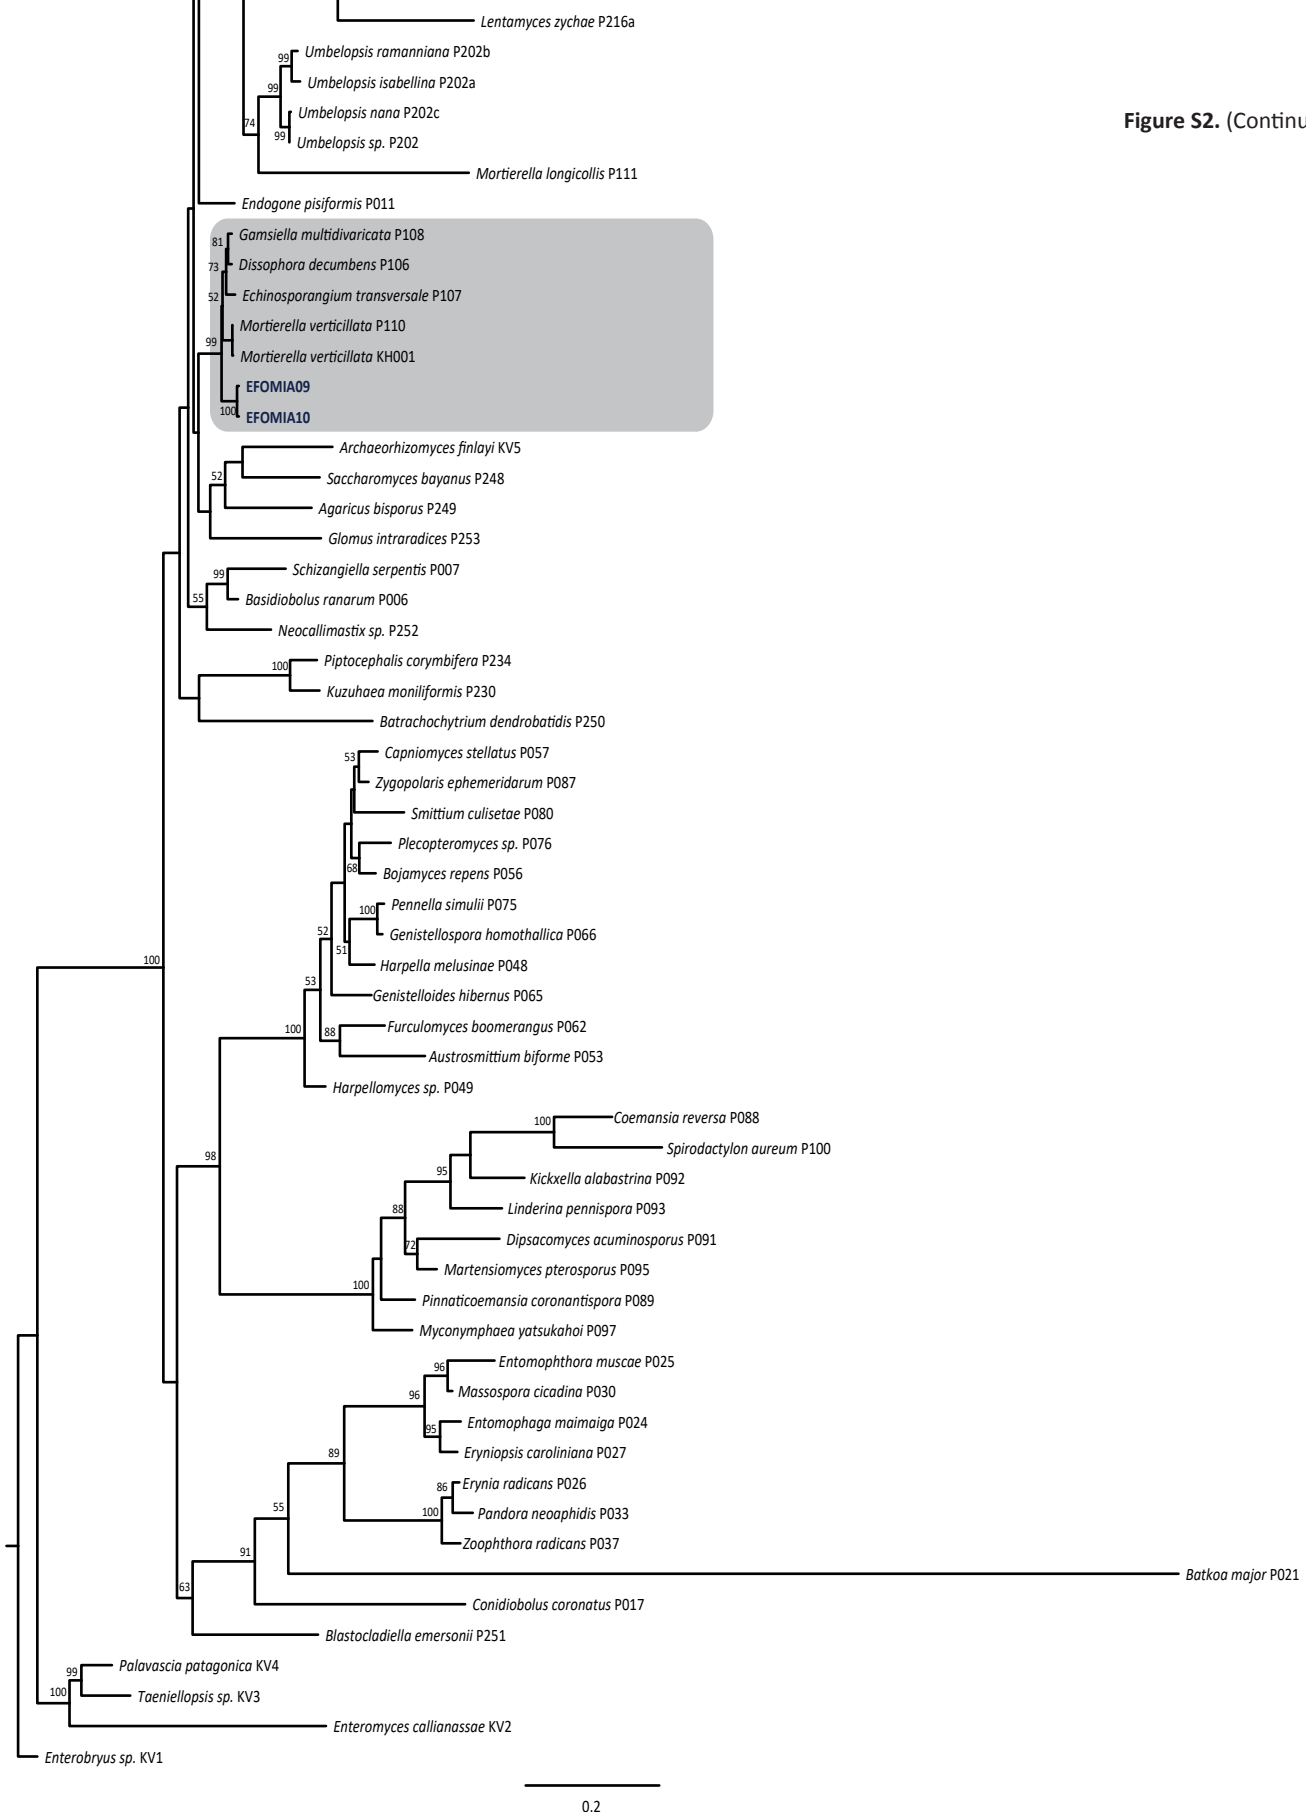 Lentamyces zychae P216a
99
Umbelopsis ramanniana P202b
Umbelopsis isabellina P202a
99
Umbelopsis nana P202c
Figure S2. (Continu
74
99
Umbelopsis sp. P202
Mortierella longicollis P111
Endogone pisiformis P011
81
Gamsiella multidivaricata P108
73
Dissophora decumbens P106
52
Echinosporangium transversale P107
Mortierella verticillata P110
99
Mortierella verticillata KH001
EFOMIA09
100
EFOMIA10
Archaeorhizomyces finlayi KV5
52
Saccharomyces bayanus P248
Agaricus bisporus P249
Glomus intraradices P253
99
Schizangiella serpentis P007
55
Basidiobolus ranarum P006
Neocallimastix sp. P252
100
Piptocephalis corymbifera P234
Kuzuhaea moniliformis P230
Batrachochytrium dendrobatidis P250
53
Capniomyces stellatus P057
Zygopolaris ephemeridarum P087
Smittium culisetae P080
Plecopteromyces sp. P076
68
Bojamyces repens P056
100
Pennella simulii P075
52
Genistellospora homothallica P066
51
100
Harpella melusinae P048
53
Genistelloides hibernus P065
100
88
Furculomyces boomerangus P062
Austrosmittium biforme P053
Harpellomyces sp. P049
100
Coemansia reversa P088
98
Spirodactylon aureum P100
95
Kickxella alabastrina P092
88
Linderina pennispora P093
72
Dipsacomyces acuminosporus P091
Martensiomyces pterosporus P095
100
Pinnaticoemansia coronantispora P089
Myconymphaea yatsukahoi P097
96
Entomophthora muscae P025
96
Massospora cicadina P030
95
Entomophaga maimaiga P024
89
Eryniopsis caroliniana P027
86
Erynia radicans P026
55
100
Pandora neoaphidis P033
Zoophthora radicans P037
91
Batkoa major P021
63
Conidiobolus coronatus P017
Blastocladiella emersonii P251
99
Palavascia patagonica KV4
100
Taeniellopsis sp. KV3
Enteromyces callianassae KV2
Enterobryus sp. KV1
0.2